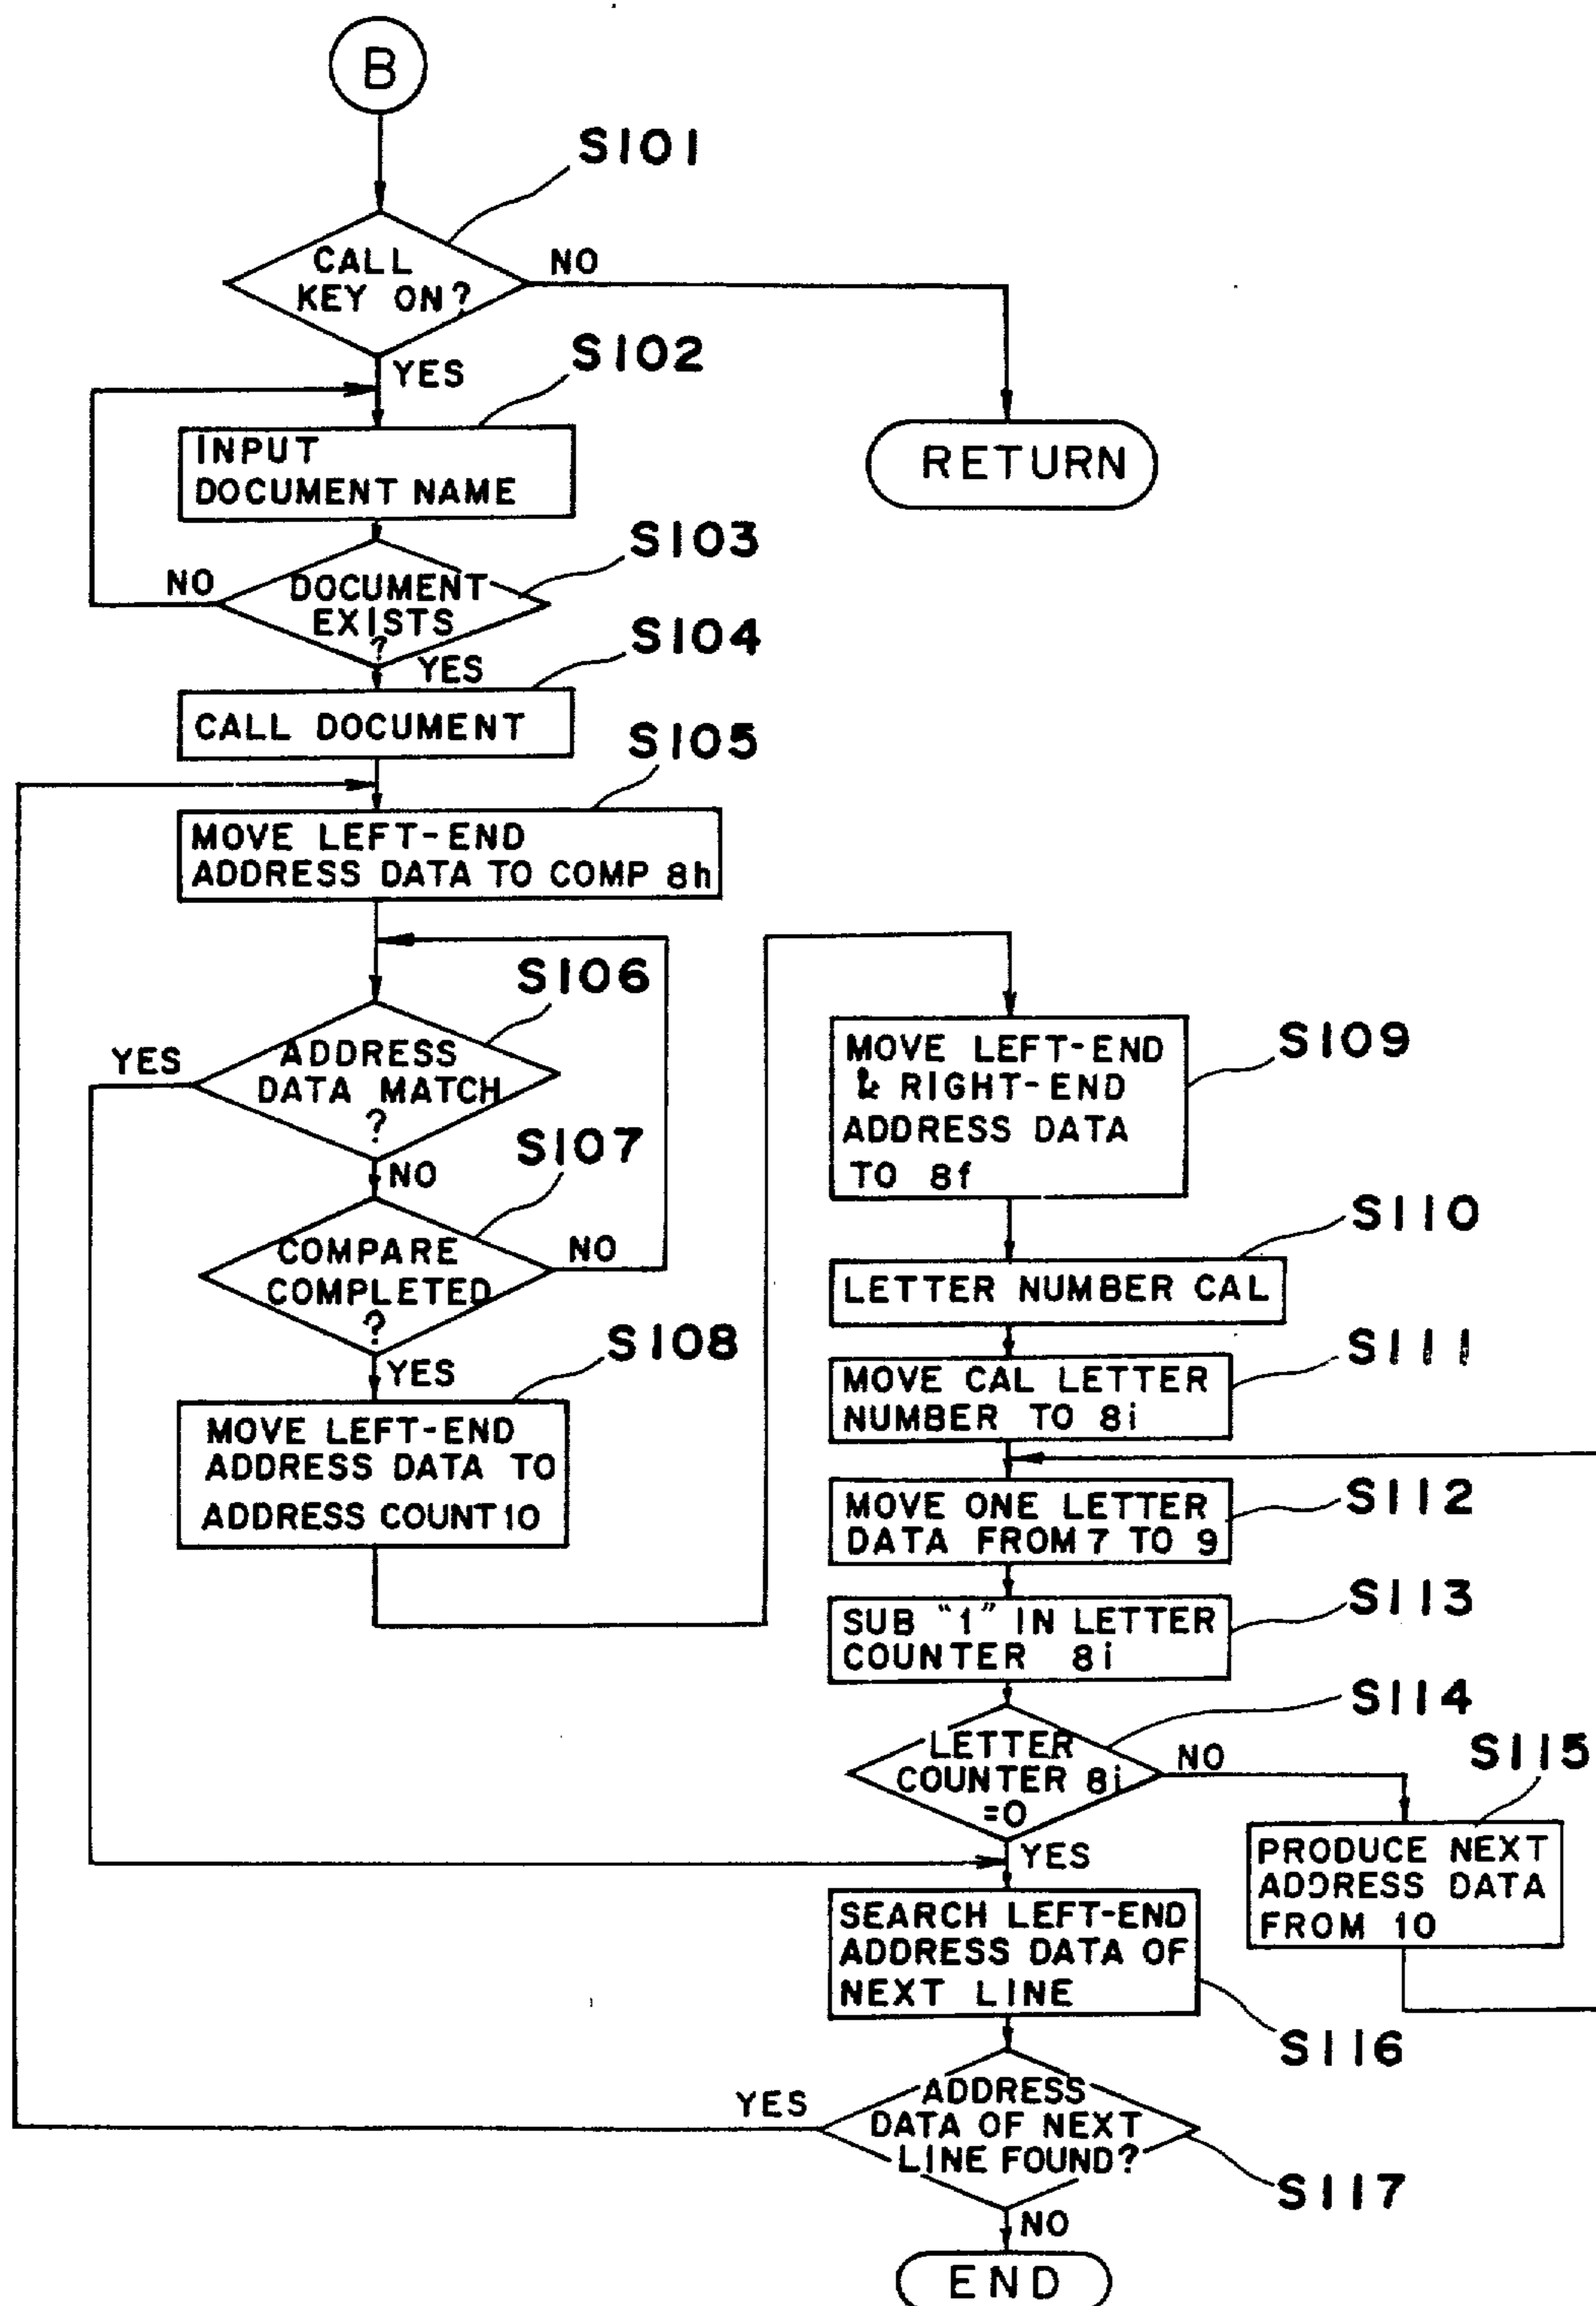 B
S101
CALL
KEY ON?
NO
YES
S102
INPUT
DOCUMENT NAME
RETURN
S103
NO
DOCUMENT
EXISTS
?
YES
S104
CALL DOCUMENT
S105
MOVE LEFT-END
ADDRESS DATA TO COMP 8h
S106
YES
ADDRESS
DATA MATCH
?
NO
S107
COMPARE
COMPLETED
?
NO
YES
S108
MOVE LEFT-END
ADDRESS DATA TO
ADDRESS COUNT 10
S109
MOVE LEFT-END
& RIGHT-END
ADDRESS DATA
TO 8f
S110
LETTER NUMBER CAL
S111
MOVE CAL LETTER
NUMBER TO 8i
S112
MOVE ONE LETTER
DATA FROM 7 TO 9
S113
SUB "1" IN LETTER
COUNTER 8i
S114
LETTER
COUNTER 8i
=0
NO
YES
S115
PRODUCE NEXT
ADDRESS DATA
FROM 10
SEARCH LEFT-END
ADDRESS DATA OF
NEXT LINE
S116
YES
ADDRESS
DATA OF NEXT
LINE FOUND?
S117
NO
END